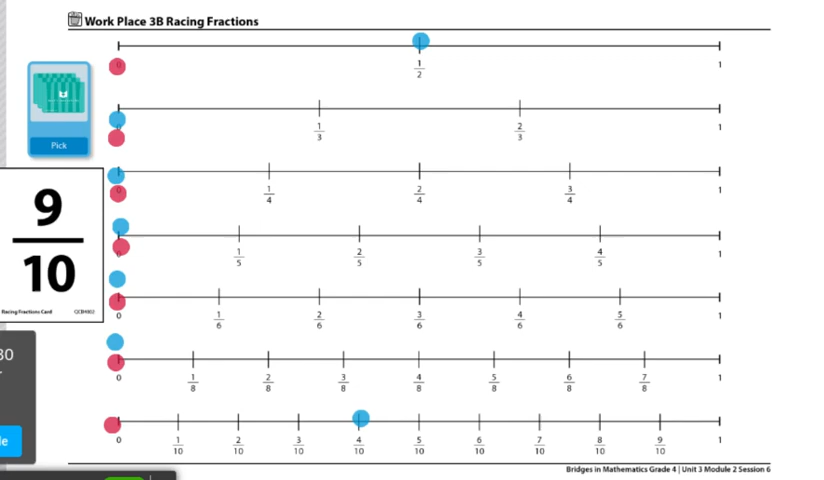 Work Place 3B Racing Fractions
0 1/2 1
Pick
0 1/3 2/3 1
0 1/4 2/4 3/4 1
9/10
Racing Fractions Card QCBM902
0 1/5 2/5 3/5 4/5 1
0 1/6 2/6 3/6 4/6 5/6 1
30
0 1/8 2/8 3/8 4/8 5/8 6/8 7/8 1
le
0 1/10 2/10 3/10 4/10 5/10 6/10 7/10 8/10 9/10 1
Bridges in Mathematics Grade 4 | Unit 3 Module 2 Session 6